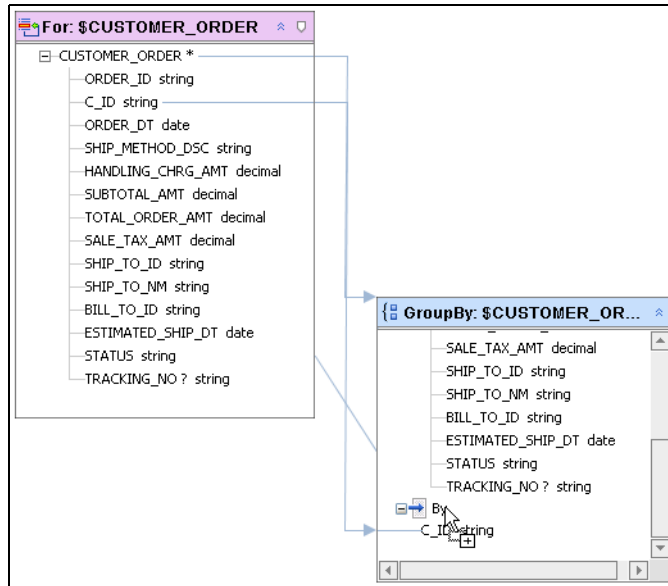 For: $CUSTOMER_ORDER
CUSTOMER_ORDER *
ORDER_ID string
C_ID string
ORDER_DT date
SHIP_METHOD_DSC string
HANDLING_CHRG_AMT decimal
SUBTOTAL_AMT decimal
TOTAL_ORDER_AMT decimal
SALE_TAX_AMT decimal
SHIP_TO_ID string
SHIP_TO_NM string
BILL_TO_ID string
ESTIMATED_SHIP_DT date
STATUS string
TRACKING_NO ? string
GroupBy: $CUSTOMER_OR...
SALE_TAX_AMT decimal
SHIP_TO_ID string
SHIP_TO_NM string
BILL_TO_ID string
ESTIMATED_SHIP_DT date
STATUS string
TRACKING_NO ? string
By
C_ID string